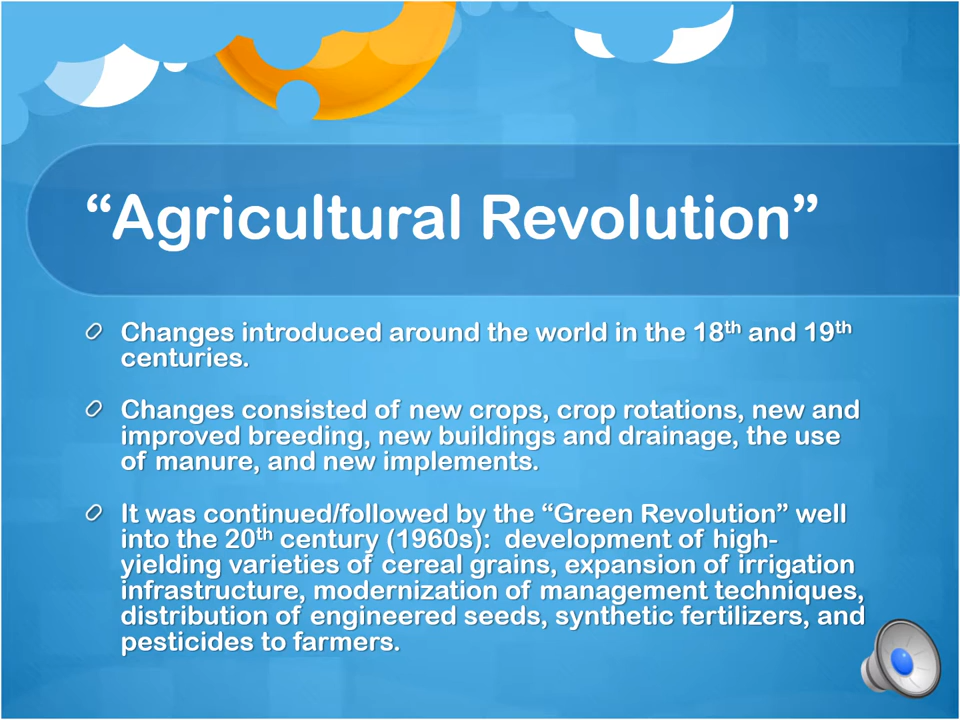 “Agricultural Revolution”
Changes introduced around the world in the 18th and 19th
centuries.
Changes consisted of new crops, crop rotations, new and
improved breeding, new buildings and drainage, the use
of manure, and new implements.
It was continued/followed by the “Green Revolution” well
into the 20th century (1960s):  development of high-
yielding varieties of cereal grains, expansion of irrigation
infrastructure, modernization of management techniques,
distribution of engineered seeds, synthetic fertilizers, and
pesticides to farmers.